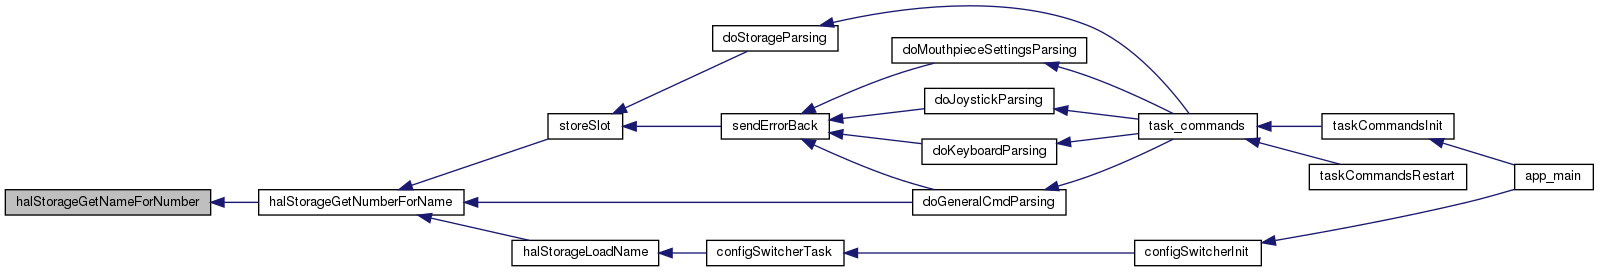 halStorageGetNameForNumber
halStorageGetNumberForName
storeSlot
halStorageLoadName
doStorageParsing
sendErrorBack
configSwitcherTask
doMouthpieceSettingsParsing
doJoystickParsing
doKeyboardParsing
doGeneralCmdParsing
task_commands
configSwitcherInit
taskCommandsInit
taskCommandsRestart
app_main